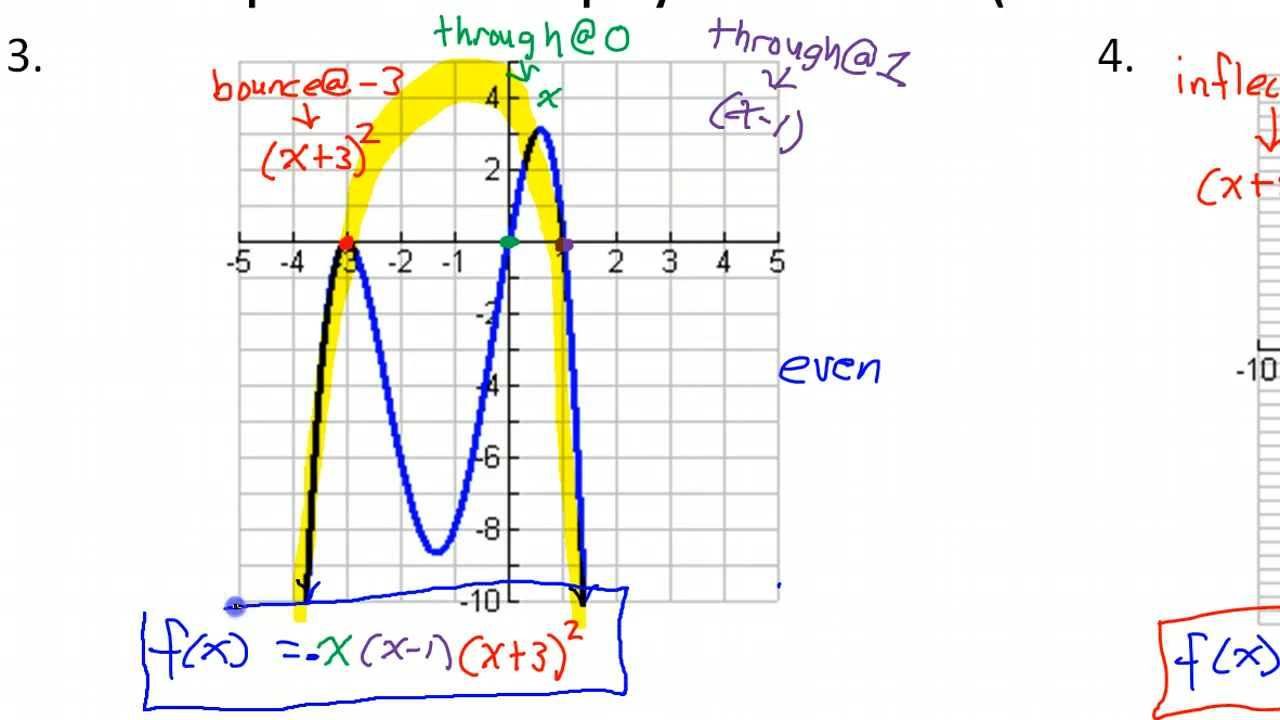 3.
through@0
through@1
bounce@-3
x
(x-1)
(x+3)²
4
2
-5 -4 -3 -2 -1 1 2 3 4 5
-2
-4
-6
-8
-10
even
f(x) = -x(x-1)(x+3)²
4.
-10
f(x)